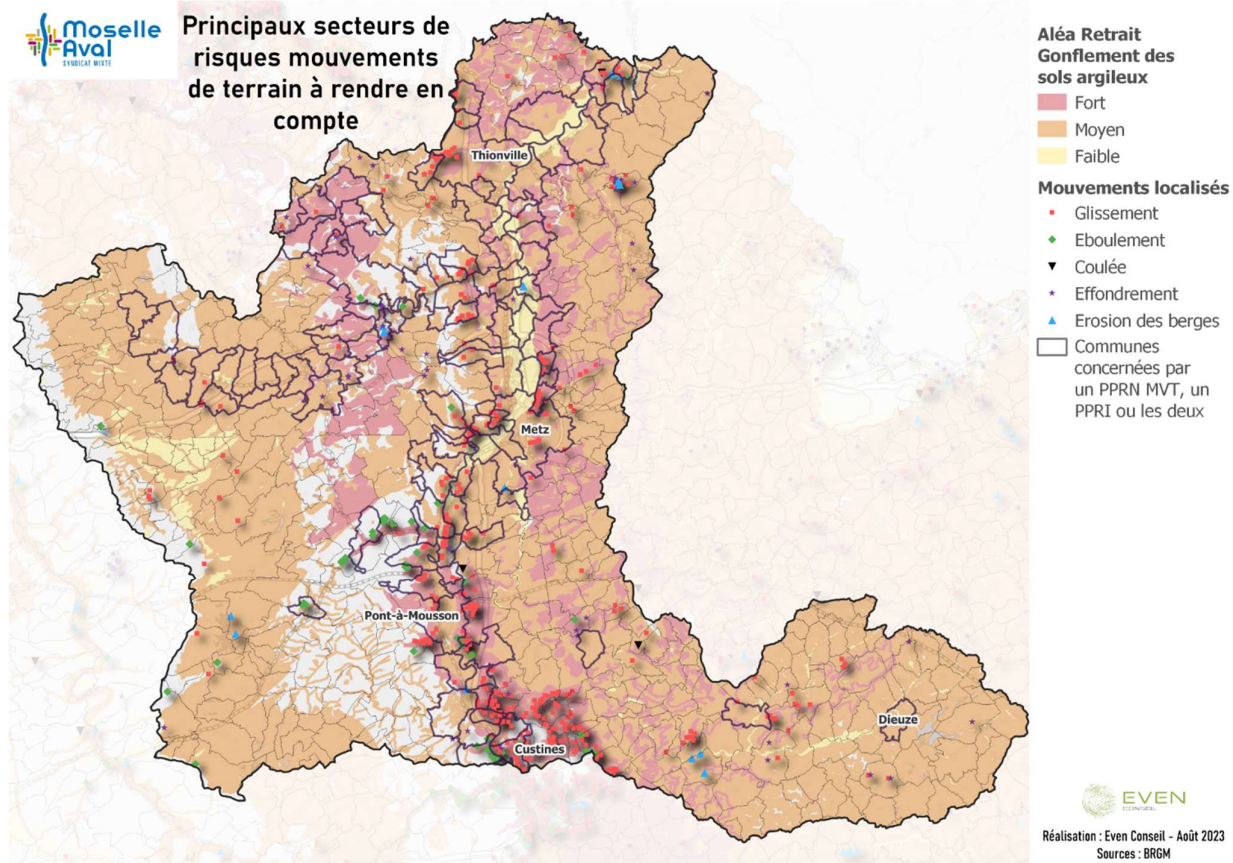 Moselle
Aval
SYNDICAT MIXTE
Principaux secteurs de
risques mouvements
de terrain à rendre en
compte
Thionville
Metz
Pont-à-Mousson
Custines
Dieuze
Aléa Retrait
Gonflement des
sols argileux
Fort
Moyen
Faible
Mouvements localisés
Glissement
Eboulement
Coulée
Effondrement
Erosion des berges
Communes
concernées par
un PPRN MVT, un
PPRI ou les deux
EVEN
CONSEIL
Réalisation : Even Conseil - Août 2023
Sources : BRGM